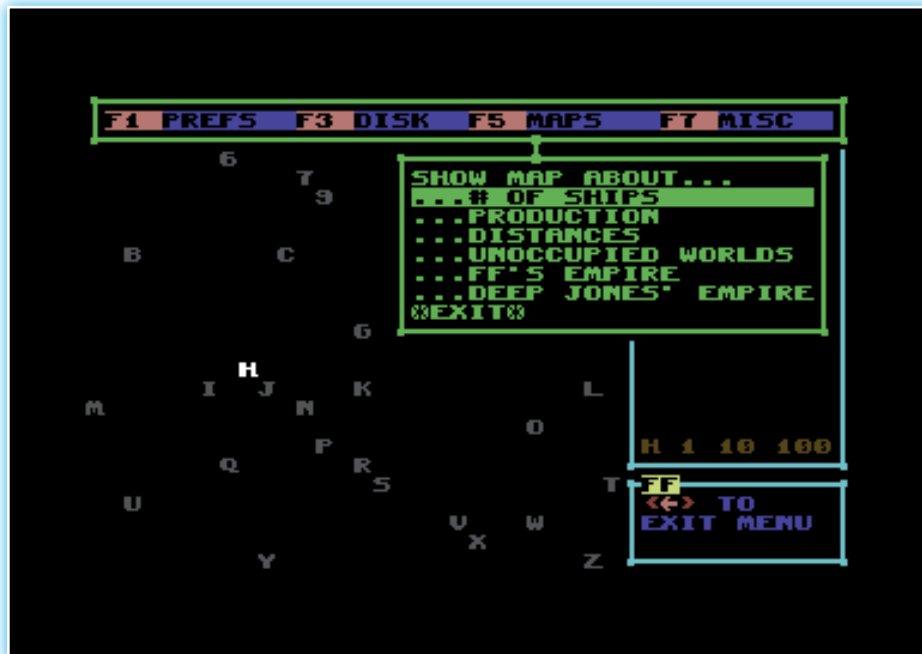 F1 PREFS F3 DISK F5 MAPS F7 MISC
6
7
9
B C
G
H
I J K L
M N
O
P
Q R
S T
U
V W
X
Y Z
SHOW MAP ABOUT...
...# OF SHIPS
...PRODUCTION
...DISTANCES
...UNOCCUPIED WORLDS
...FF'S EMPIRE
...DEEP JONES' EMPIRE
()EXIT()
H 1 10 100
FF
<←> TO
EXIT MENU